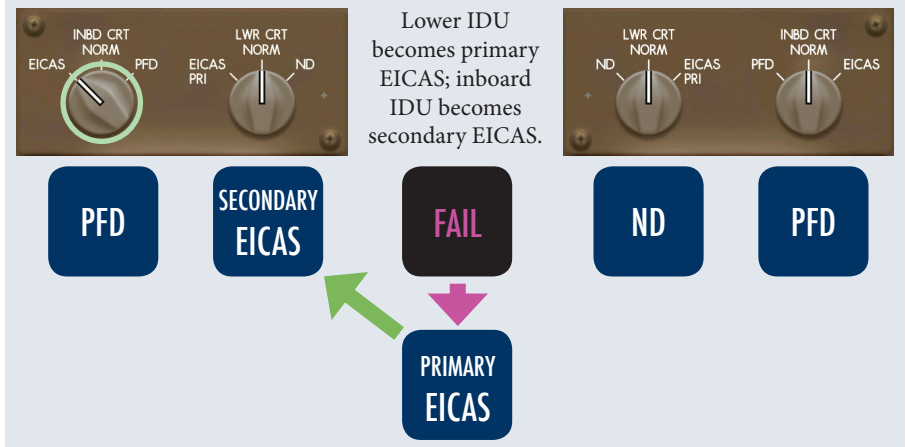 INBD CRT
NORM
EICAS
PFD
LWR CRT
NORM
EICAS
PRI
ND
Lower IDU
becomes primary
EICAS; inboard
IDU becomes
secondary EICAS.
LWR CRT
NORM
ND
EICAS
PRI
INBD CRT
NORM
PFD
EICAS
PFD
SECONDARY
EICAS
FAIL
ND
PFD
PRIMARY
EICAS